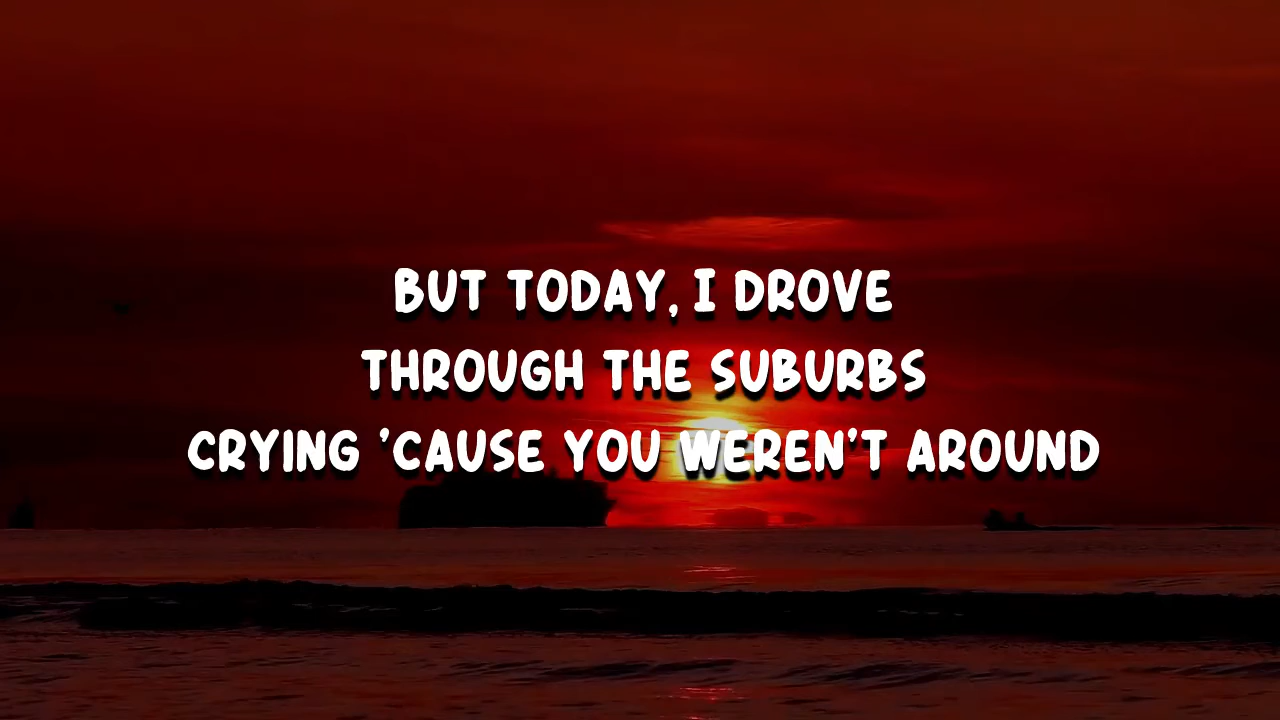 BUT TODAY, I DROVE
THROUGH THE SUBURBS
CRYING 'CAUSE YOU WEREN'T AROUND